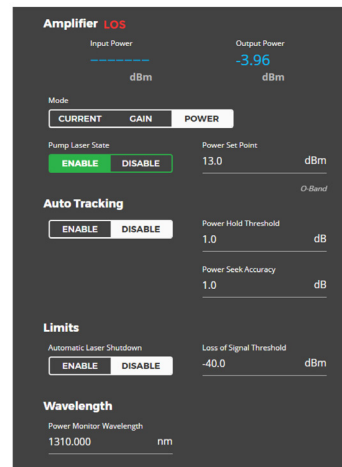 Amplifier LOS
Input Power Output Power
------- -3.96
dBm dBm
Mode
CURRENT GAIN POWER
Pump Laser State Power Set Point
ENABLE DISABLE 13.0 dBm
O-Band
Auto Tracking
ENABLE DISABLE Power Hold Threshold
1.0 dB
Power Seek Accuracy
1.0 dB
Limits
Automatic Laser Shutdown Loss of Signal Threshold
ENABLE DISABLE -40.0 dBm
Wavelength
Power Monitor Wavelength
1310.000 nm